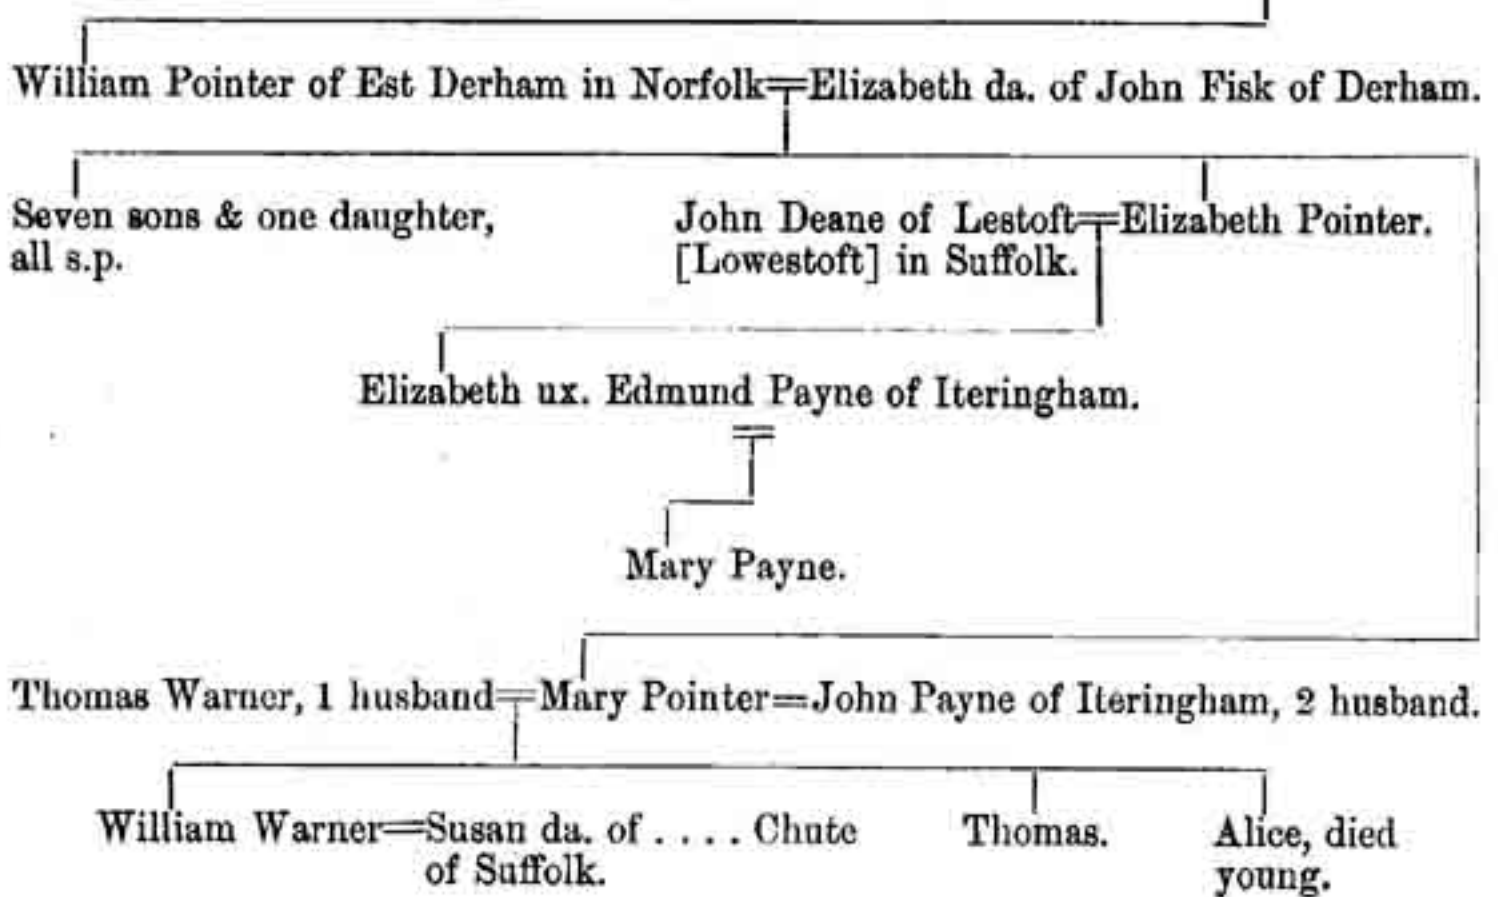 William Pointer of Est Derham in Norfolk=Elizabeth da. of John Fisk of Derham.
Seven sons & one daughter,
all s.p.
John Deane of Lestoft=Elizabeth Pointer.
[Lowestoft] in Suffolk.
Elizabeth ux. Edmund Payne of Iteringham.
Mary Payne.
Thomas Warner, 1 husband=Mary Pointer=John Payne of Iteringham, 2 husband.
William Warner=Susan da. of .... Chute
of Suffolk.
Thomas.
Alice, died
young.